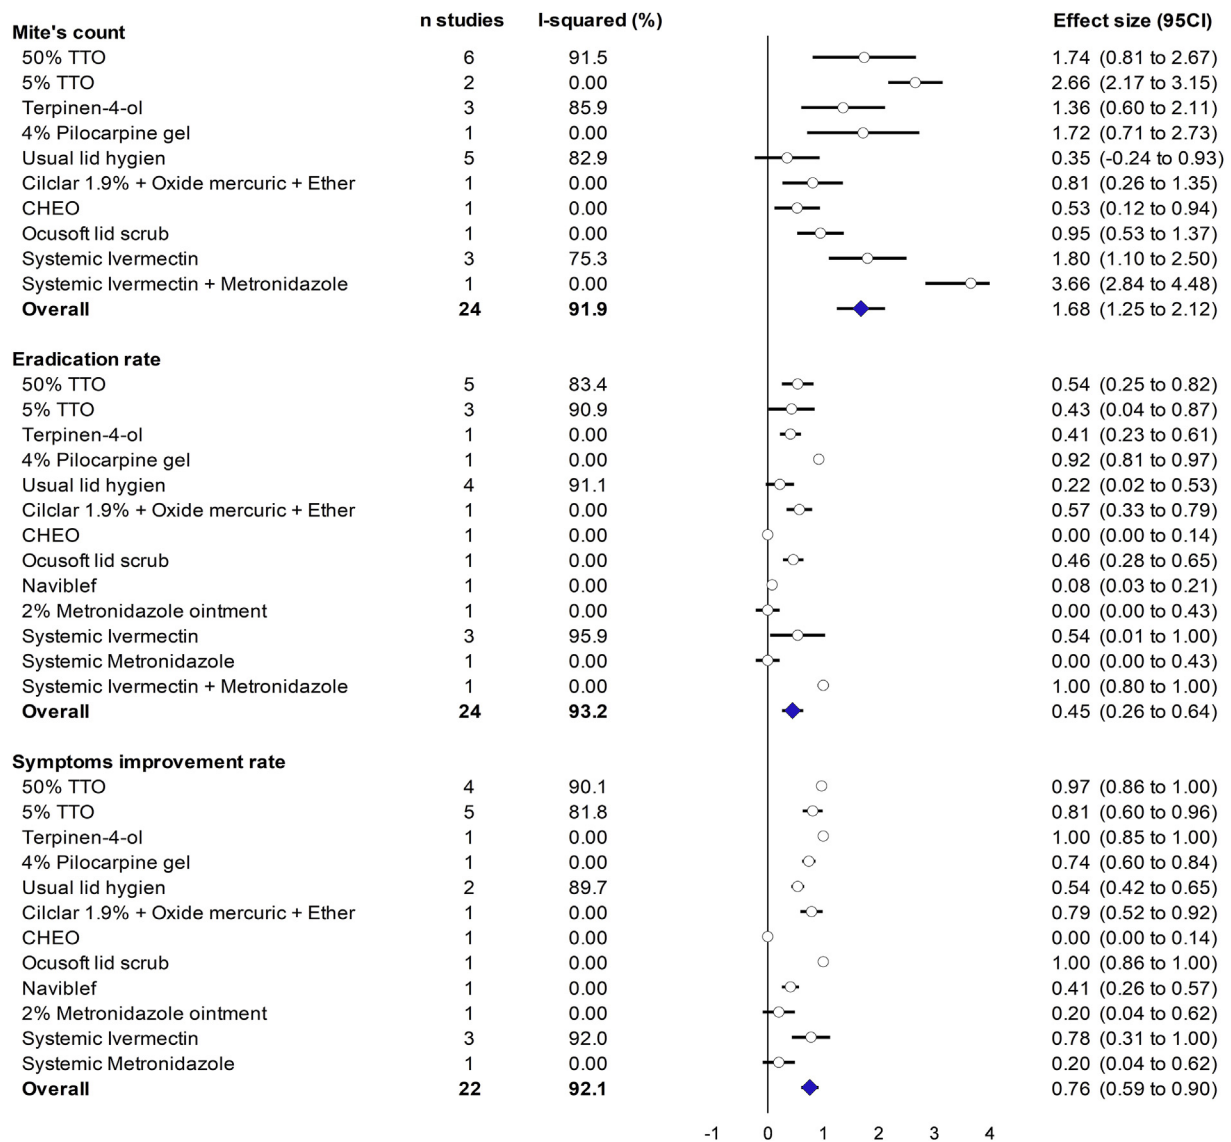 n studies I-squared (%) Effect size (95CI)
Mite's count
50% TTO 6 91.5 1.74 (0.81 to 2.67)
5% TTO 2 0.00 2.66 (2.17 to 3.15)
Terpinen-4-ol 3 85.9 1.36 (0.60 to 2.11)
4% Pilocarpine gel 1 0.00 1.72 (0.71 to 2.73)
Usual lid hygien 5 82.9 0.35 (-0.24 to 0.93)
Cilclar 1.9% + Oxide mercuric + Ether 1 0.00 0.81 (0.26 to 1.35)
CHEO 1 0.00 0.53 (0.12 to 0.94)
Ocusoft lid scrub 1 0.00 0.95 (0.53 to 1.37)
Systemic Ivermectin 3 75.3 1.80 (1.10 to 2.50)
Systemic Ivermectin + Metronidazole 1 0.00 3.66 (2.84 to 4.48)
Overall 24 91.9 1.68 (1.25 to 2.12)
Eradication rate
50% TTO 5 83.4 0.54 (0.25 to 0.82)
5% TTO 3 90.9 0.43 (0.04 to 0.87)
Terpinen-4-ol 1 0.00 0.41 (0.23 to 0.61)
4% Pilocarpine gel 1 0.00 0.92 (0.81 to 0.97)
Usual lid hygien 4 91.1 0.22 (0.02 to 0.53)
Cilclar 1.9% + Oxide mercuric + Ether 1 0.00 0.57 (0.33 to 0.79)
CHEO 1 0.00 0.00 (0.00 to 0.14)
Ocusoft lid scrub 1 0.00 0.46 (0.28 to 0.65)
Naviblef 1 0.00 0.08 (0.03 to 0.21)
2% Metronidazole ointment 1 0.00 0.00 (0.00 to 0.43)
Systemic Ivermectin 3 95.9 0.54 (0.01 to 1.00)
Systemic Metronidazole 1 0.00 0.00 (0.00 to 0.43)
Systemic Ivermectin + Metronidazole 1 0.00 1.00 (0.80 to 1.00)
Overall 24 93.2 0.45 (0.26 to 0.64)
Symptoms improvement rate
50% TTO 4 90.1 0.97 (0.86 to 1.00)
5% TTO 5 81.8 0.81 (0.60 to 0.96)
Terpinen-4-ol 1 0.00 1.00 (0.85 to 1.00)
4% Pilocarpine gel 1 0.00 0.74 (0.60 to 0.84)
Usual lid hygien 2 89.7 0.54 (0.42 to 0.65)
Cilclar 1.9% + Oxide mercuric + Ether 1 0.00 0.79 (0.52 to 0.92)
CHEO 1 0.00 0.00 (0.00 to 0.14)
Ocusoft lid scrub 1 0.00 1.00 (0.86 to 1.00)
Naviblef 1 0.00 0.41 (0.26 to 0.57)
2% Metronidazole ointment 1 0.00 0.20 (0.04 to 0.62)
Systemic Ivermectin 3 92.0 0.78 (0.31 to 1.00)
Systemic Metronidazole 1 0.00 0.20 (0.04 to 0.62)
Overall 22 92.1 0.76 (0.59 to 0.90)
-1 0 1 2 3 4